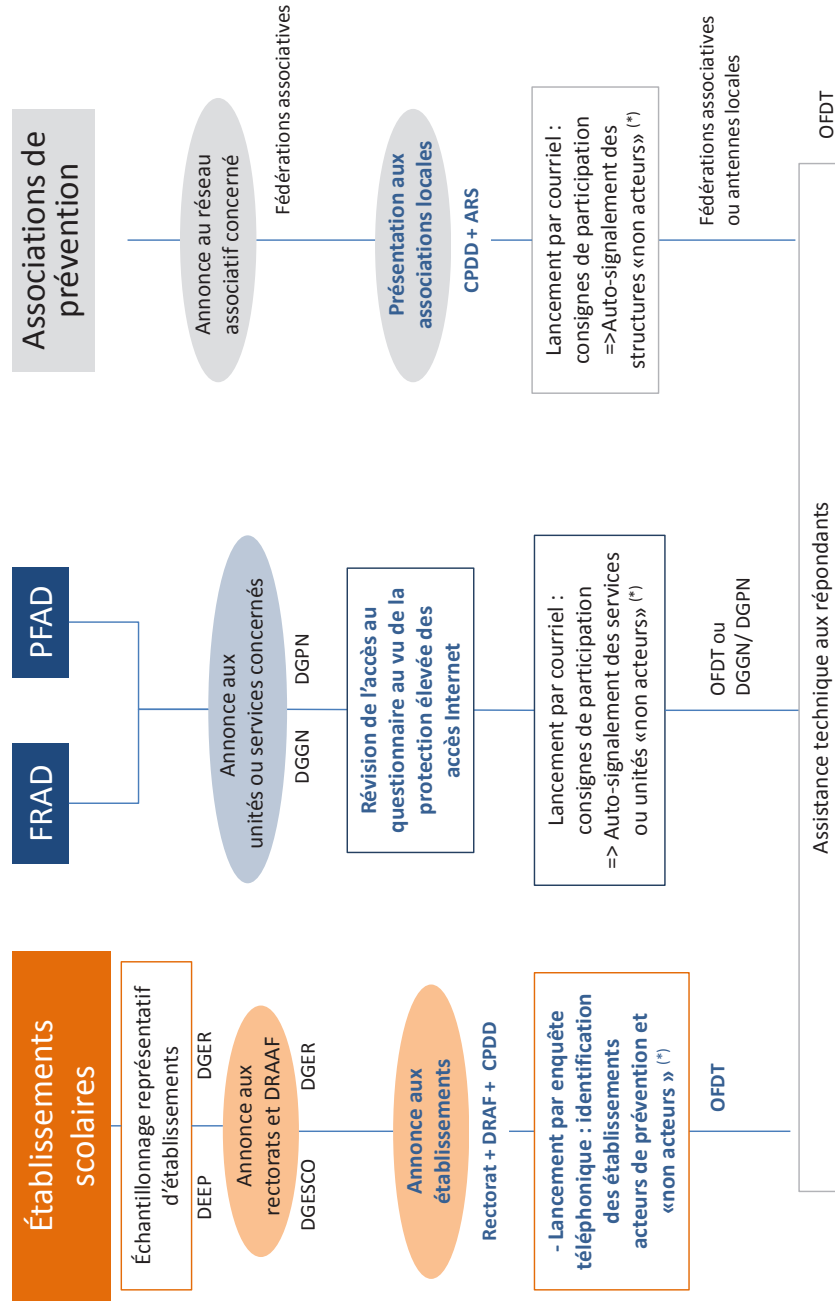 Établissements
scolaires
Échantillonnage représentatif
d'établissements
DEEP
DGER
Annonce aux
rectorats et DRAAF
DGESCO
DGER
Annonce aux
établissements
Rectorat + DRAF + CPDD
- Lancement par enquête
téléphonique : identification
des établissements
acteurs de prévention et
«non acteurs » (*)
OFDT
FRAD
PFAD
Annonce aux
unités ou services concernés
DGGN
DGPN
Révision de l'accès au
questionnaire au vu de la
protection élevée des
accès Internet
Lancement par courriel :
consignes de participation
=> Auto-signalement des services
ou unités «non acteurs» (*)
OFDT ou
DGGN/ DGPN
Associations de
prévention
Annonce au réseau
associatif concerné
Fédérations associatives
Présentation aux
associations locales
CPDD + ARS
Lancement par courriel :
consignes de participation
=>Auto-signalement des
structures «non acteurs» (*)
Fédérations associatives
ou antennes locales
Assistance technique aux répondants
OFDT